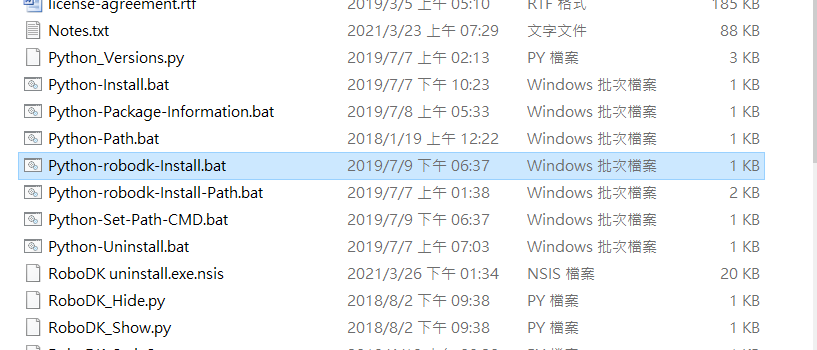 license-agreement.rtf 2019/3/5 上午 05:10 RTF 格式 185 KB
Notes.txt 2021/3/23 上午 07:29 文字文件 88 KB
Python_Versions.py 2019/7/7 上午 02:13 PY 檔案 3 KB
Python-Install.bat 2019/7/7 下午 10:23 Windows 批次檔案 1 KB
Python-Package-Information.bat 2019/7/8 上午 05:33 Windows 批次檔案 1 KB
Python-Path.bat 2018/1/19 上午 12:22 Windows 批次檔案 1 KB
Python-robodk-Install.bat 2019/7/9 下午 06:37 Windows 批次檔案 1 KB
Python-robodk-Install-Path.bat 2019/7/7 上午 01:38 Windows 批次檔案 2 KB
Python-Set-Path-CMD.bat 2019/7/9 下午 06:37 Windows 批次檔案 1 KB
Python-Uninstall.bat 2019/7/7 上午 07:03 Windows 批次檔案 1 KB
RoboDK uninstall.exe.nsis 2021/3/26 下午 01:34 NSIS 檔案 20 KB
RoboDK_Hide.py 2018/8/2 下午 09:38 PY 檔案 1 KB
RoboDK_Show.py 2018/8/2 下午 09:38 PY 檔案 1 KB